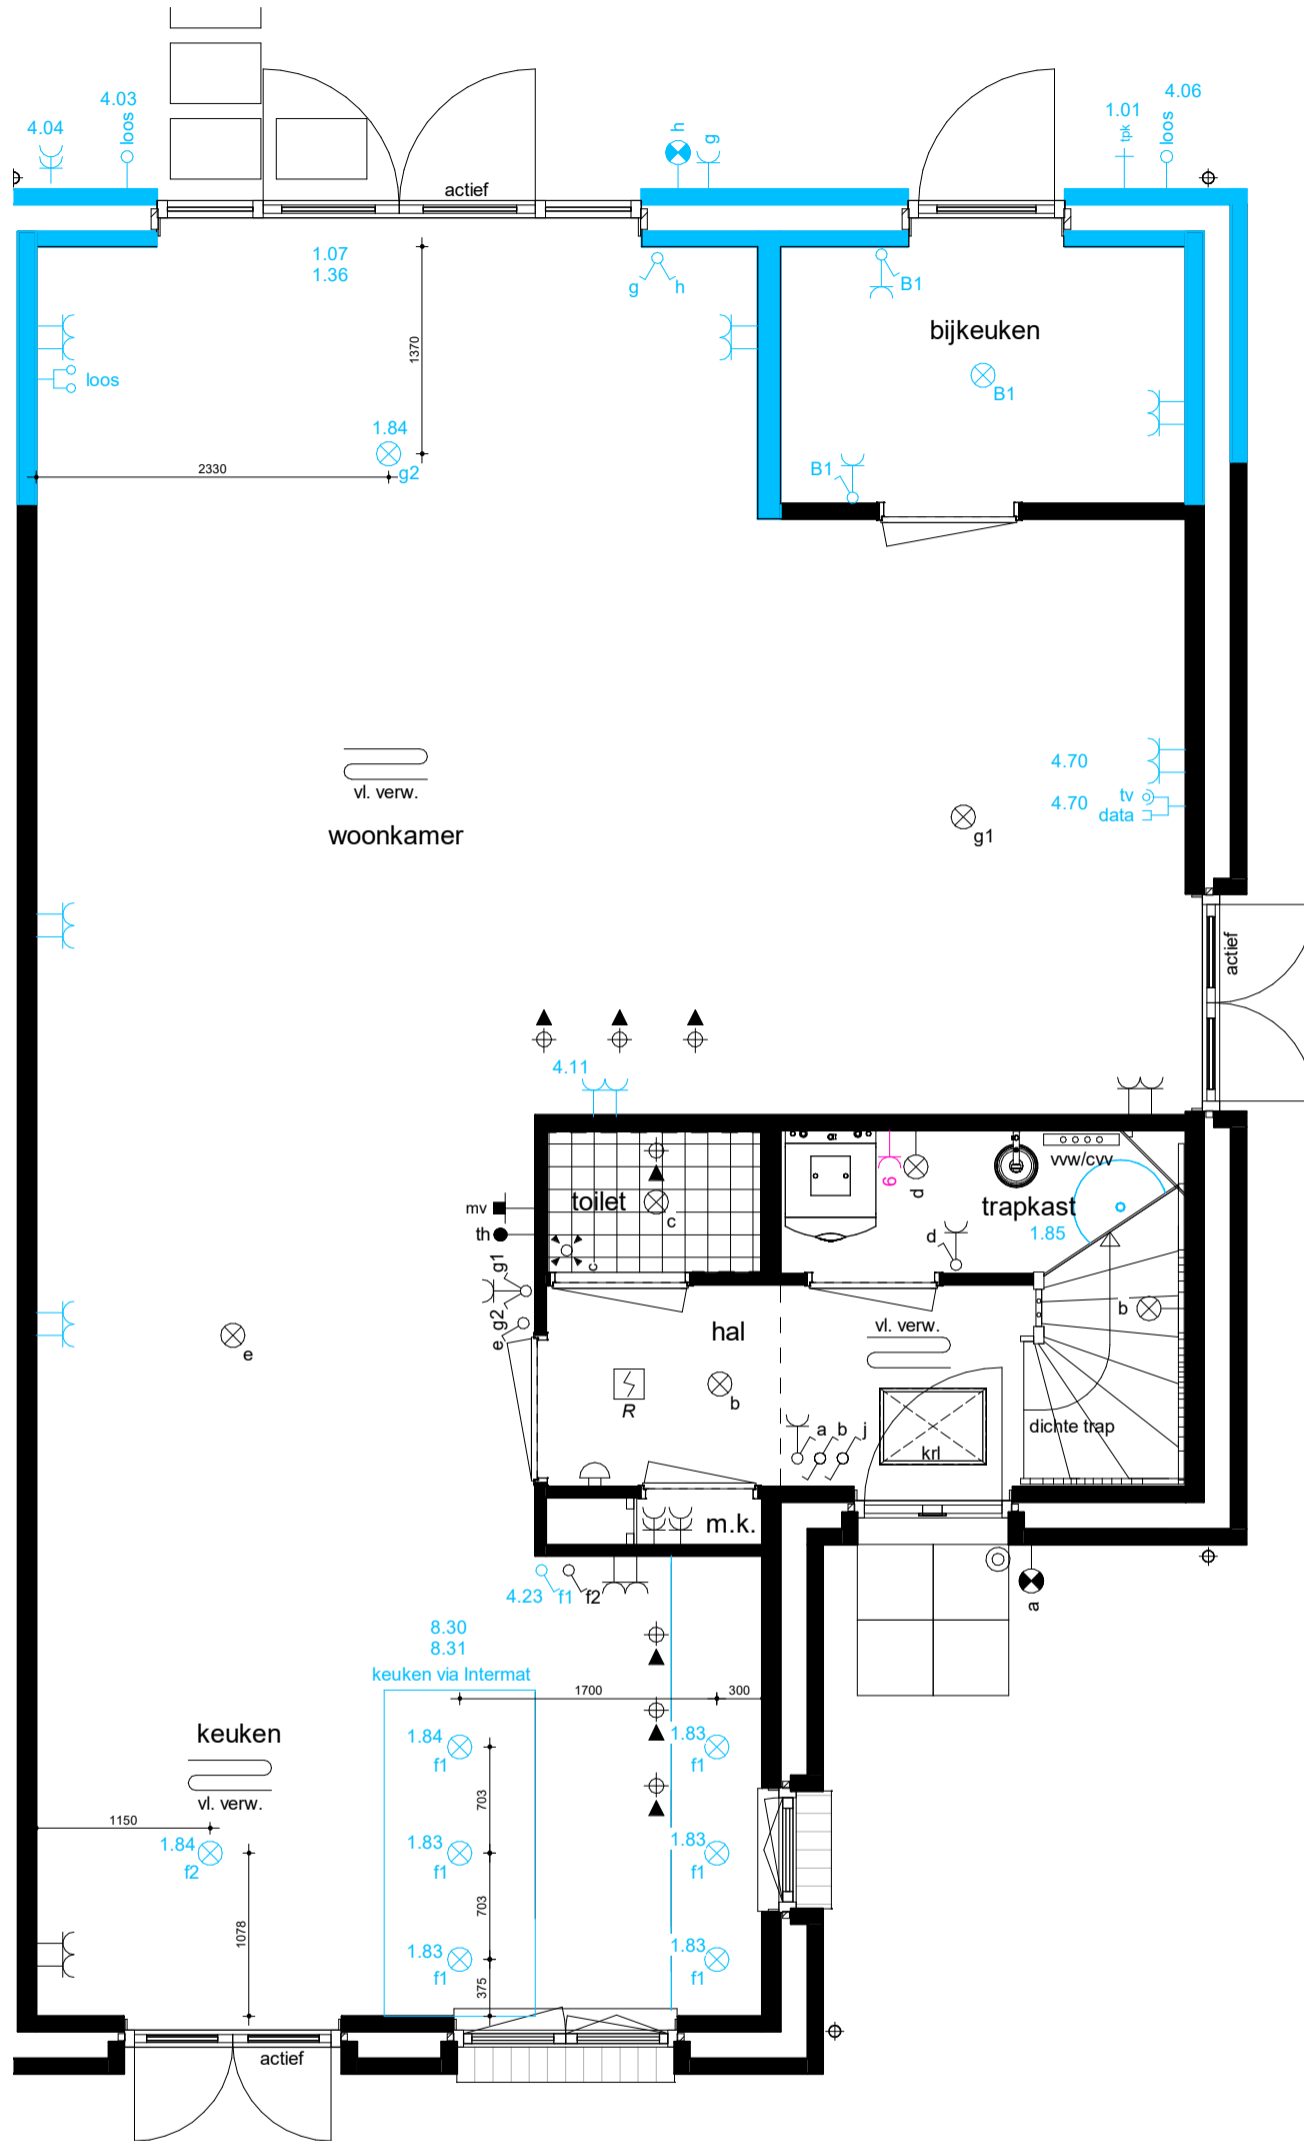 4.03
loos
4.04
actief
h
g
1.01
tpk
4.06
loos
1.07
1.36
g
h
B1
bijkeuken
1370
loos
B1
1.84
g2
2330
B1
vl. verw.
woonkamer
4.70
4.70
tv
data
g1
actief
4.11
mv
th
toilet
c
c
6
d
vvw/cvv
trapkast
1.85
d
g1
g2
e
e
hal
vl. verw.
b
R
b
a
b
j
krl
dichte trap
m.k.
4.23
f1
f2
a
8.30
8.31
keuken via Intermat
1700
300
keuken
vl. verw.
1.84
f1
1.83
f1
703
1150
1.84
f2
1.83
f1
1.83
f1
703
1078
1.83
f1
1.83
f1
375
actief